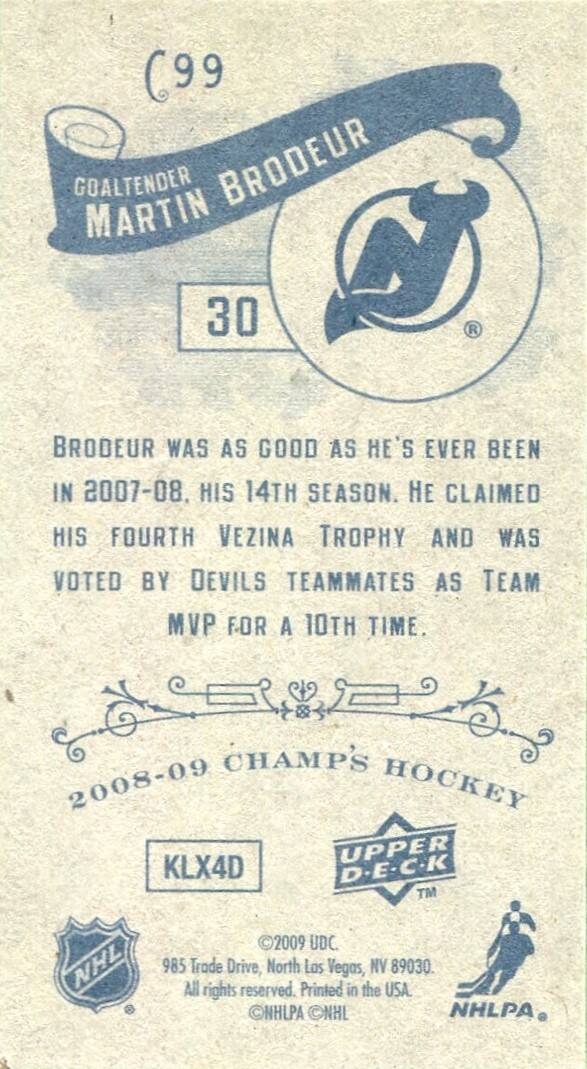 C99
GOALTENDER
MARTIN BRODEUR
30
®
BRODEUR WAS AS GOOD AS HE'S EVER BEEN
IN 2007-08, HIS 14TH SEASON. HE CLAIMED
HIS FOURTH VEZINA TROPHY AND WAS
VOTED BY DEVILS TEAMMATES AS TEAM
MVP FOR A 10TH TIME.
2008-09 CHAMP'S HOCKEY
KLX4D
UPPER
D·E·C·K
TM
NHL
®
©2009 UDC.
985 Trade Drive, North Las Vegas, NV 89030.
All rights reserved. Printed in the USA.
©NHLPA ©NHL
NHLPA®